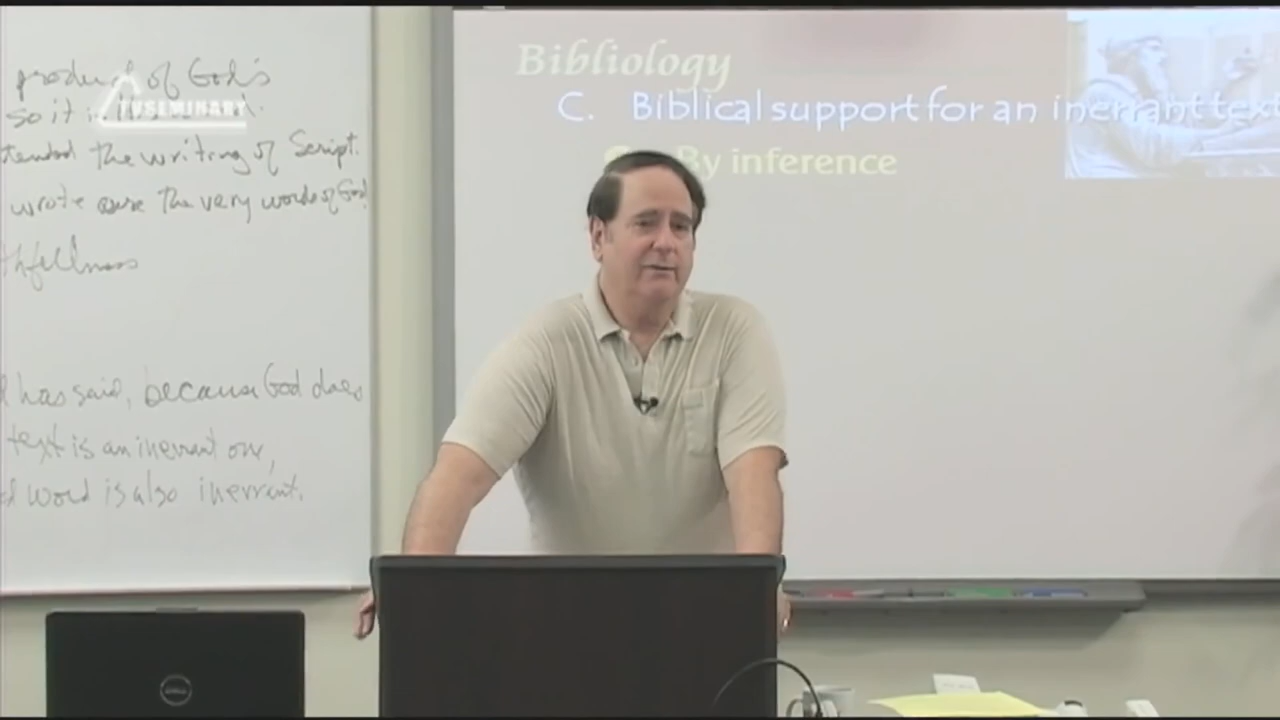 product of God's
so it is
TVSEMINARY
the writing of Script.
wrote the very words of God
Bibliology
C. Biblical support for an inerrant text
By inference
has said, because God does
text is an inerrant one,
word is also inerrant.
DELL